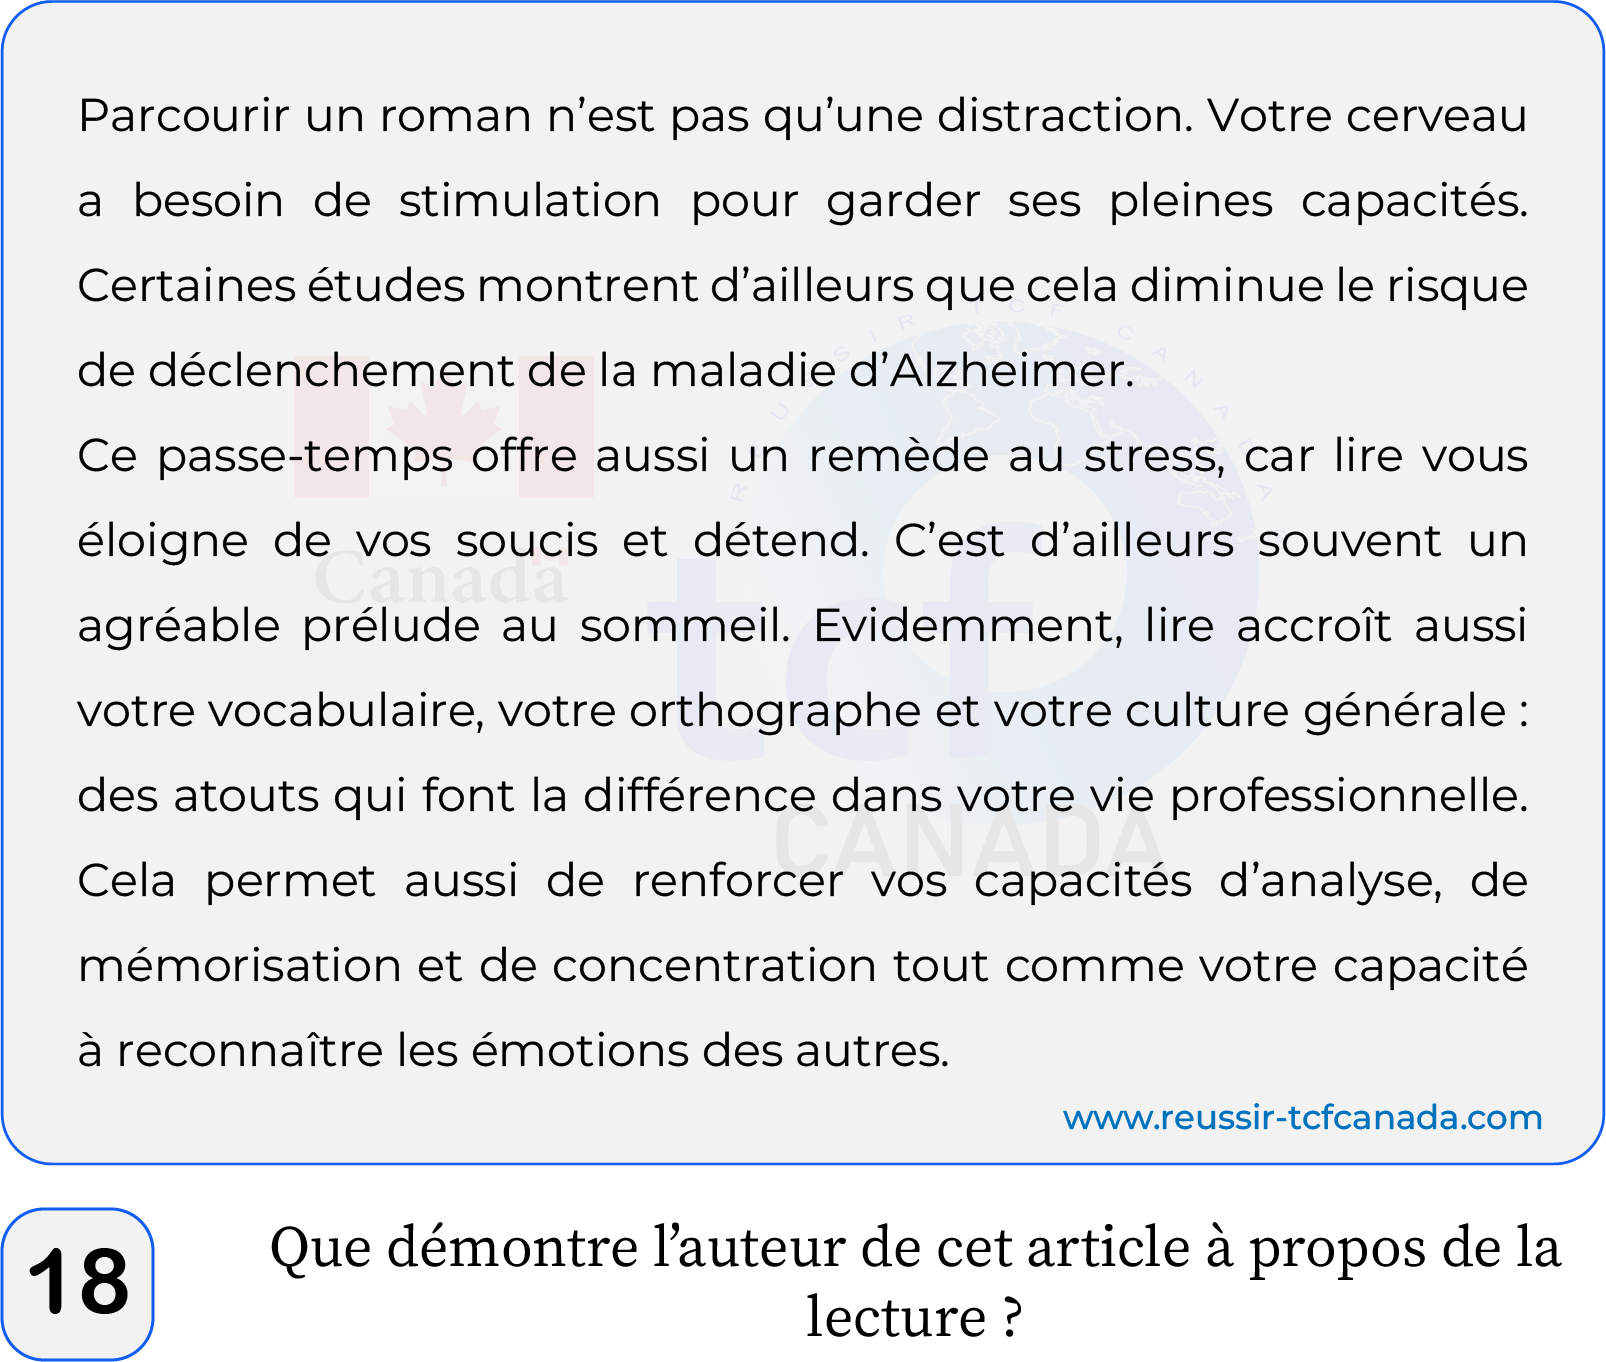 Parcourir un roman n’est pas qu’une distraction. Votre cerveau
a besoin de stimulation pour garder ses pleines capacités.
Certaines études montrent d’ailleurs que cela diminue le risque
de déclenchement de la maladie d’Alzheimer.
Ce passe-temps offre aussi un remède au stress, car lire vous
éloigne de vos soucis et détend. C’est d’ailleurs souvent un
agréable prélude au sommeil. Evidemment, lire accroît aussi
votre vocabulaire, votre orthographe et votre culture générale :
des atouts qui font la différence dans votre vie professionnelle.
Cela permet aussi de renforcer vos capacités d’analyse, de
mémorisation et de concentration tout comme votre capacité
à reconnaître les émotions des autres.
REUSSIR TCF CANADA
Canada
tcf
CANADA
www.reussir-tcfcanada.com
18
Que démontre l’auteur de cet article à propos de la
lecture ?